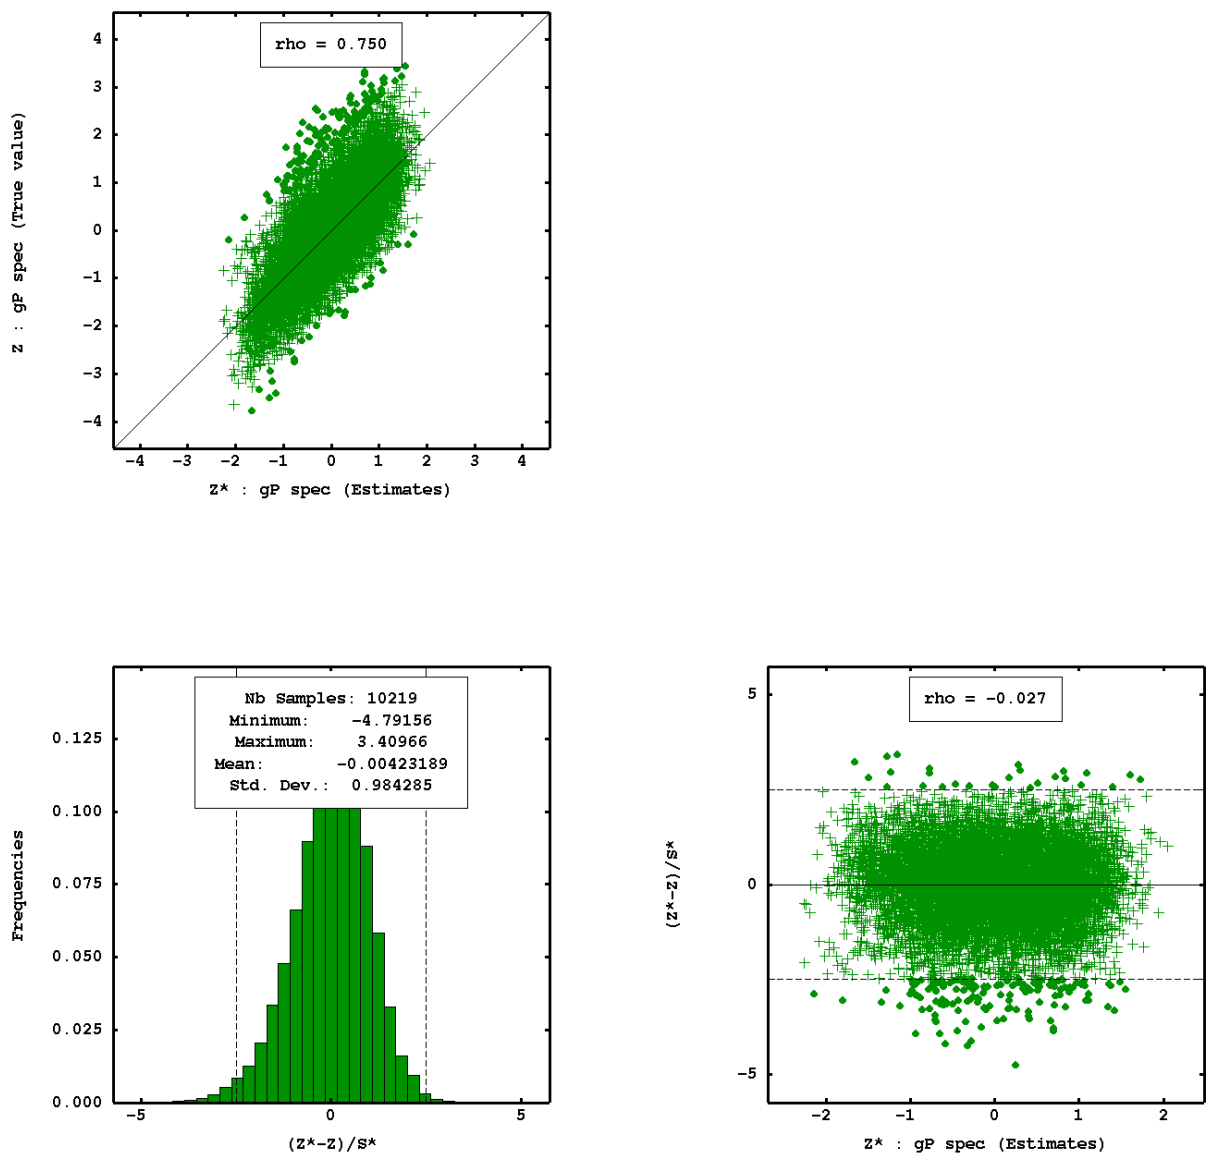 rho = 0.750
4
3
2
1
0
-1
-2
-3
-4
Z : gP spec (True value)
-4 -3 -2 -1 0 1 2 3 4
Z* : gP spec (Estimates)
Nb Samples: 10219
Minimum: -4.79156
Maximum: 3.40966
Mean: -0.00423189
Std. Dev.: 0.984285
0.125
0.100
0.075
0.050
0.025
0.000
Frequencies
-5 0 5
(Z*-Z)/S*
rho = -0.027
5
0
-5
(Z*-Z)/S*
-2 -1 0 1 2
Z* : gP spec (Estimates)